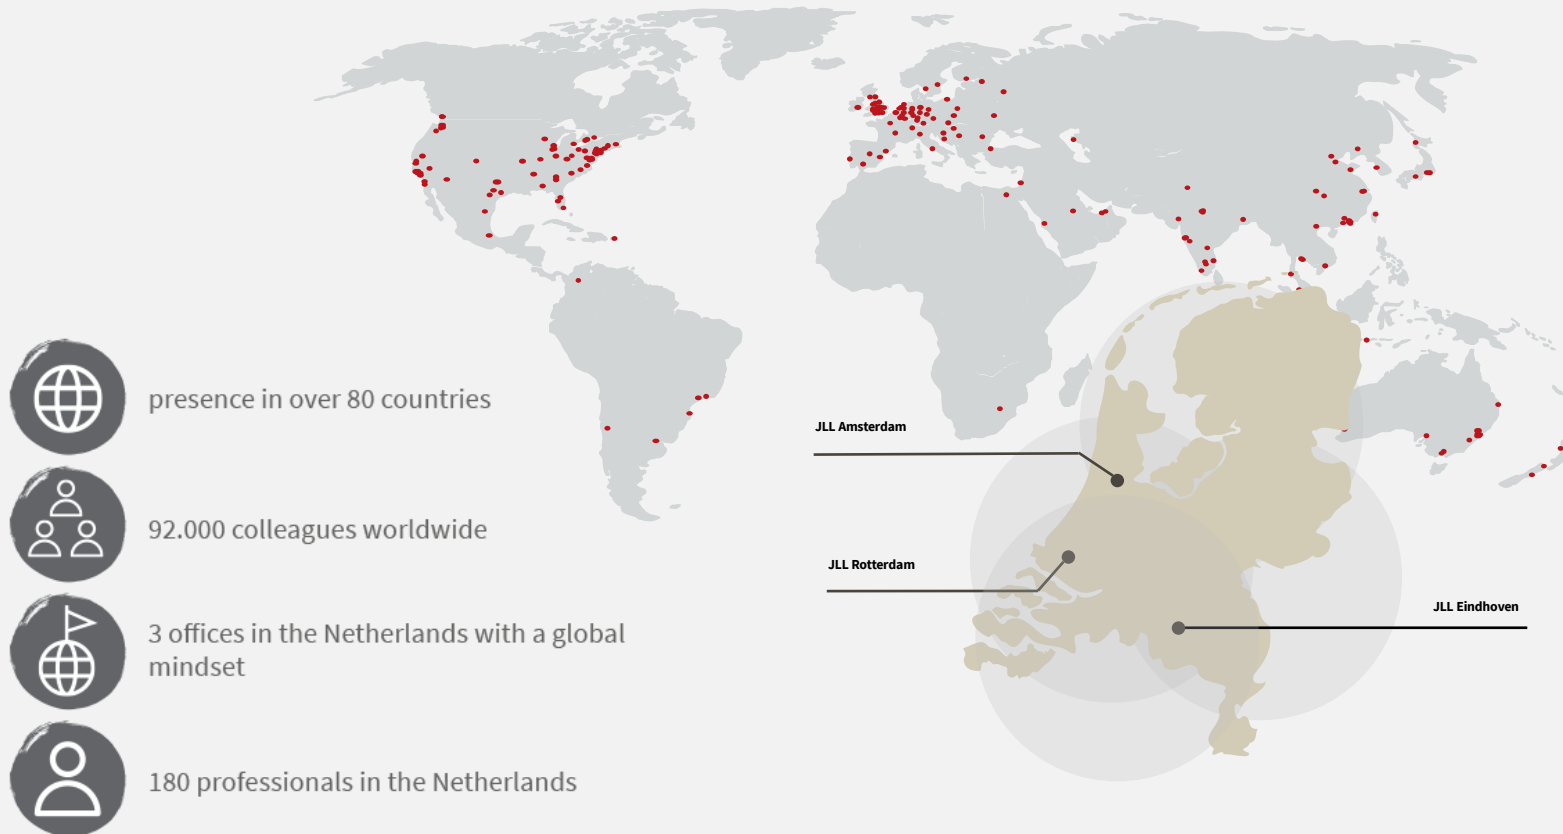 presence in over 80 countries
92.000 colleagues worldwide
3 offices in the Netherlands with a global
mindset
180 professionals in the Netherlands
JLL Amsterdam
JLL Rotterdam
JLL Eindhoven